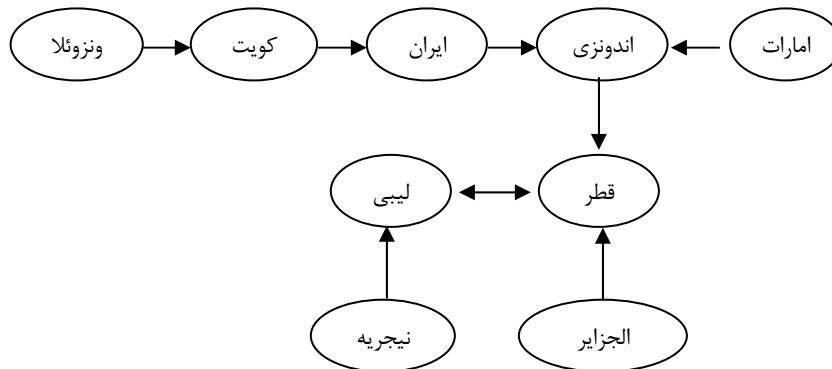 امارات اندونزی ایران کویت ونزوئلا
قطر لیبی
الجزایر نیجریه